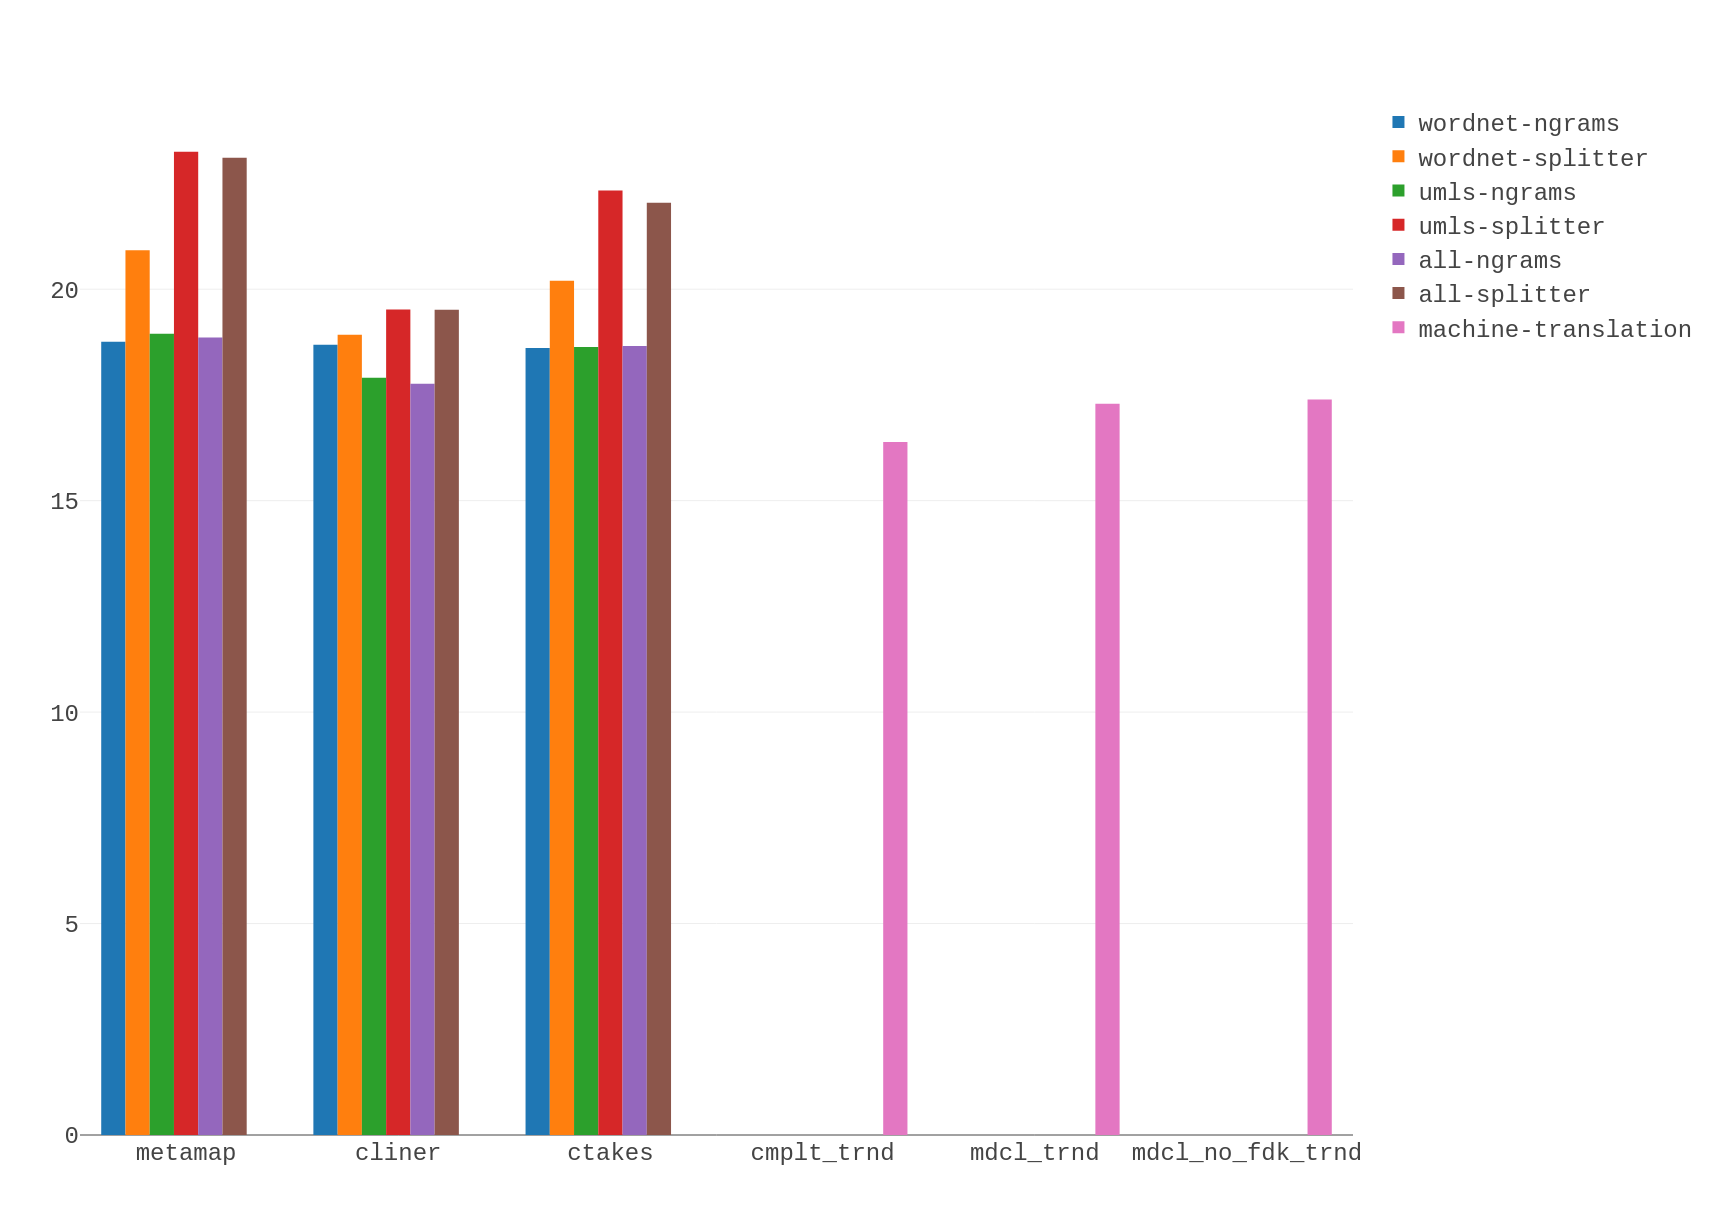 wordnet-ngrams
wordnet-splitter
umls-ngrams
umls-splitter
all-ngrams
all-splitter
machine-translation
20
15
10
5
0
metamap cliner ctakes cmplt_trnd mdcl_trnd mdcl_no_fdk_trnd